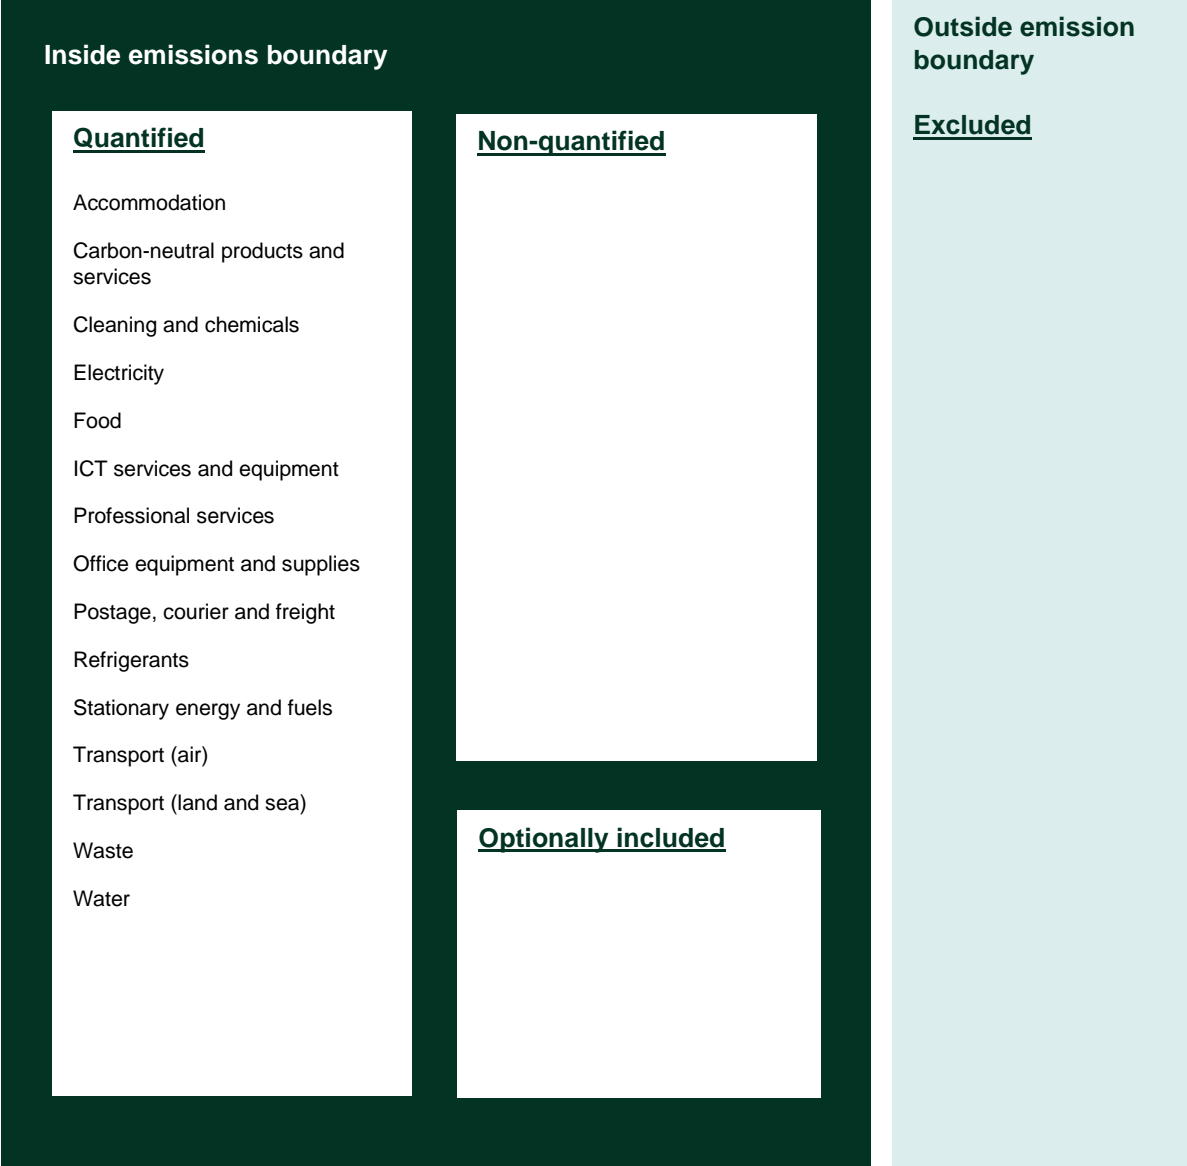 Inside emissions boundary
Quantified
Accommodation
Carbon-neutral products and
services
Cleaning and chemicals
Electricity
Food
ICT services and equipment
Professional services
Office equipment and supplies
Postage, courier and freight
Refrigerants
Stationary energy and fuels
Transport (air)
Transport (land and sea)
Waste
Water
Non-quantified
Optionally included
Outside emission
boundary
Excluded